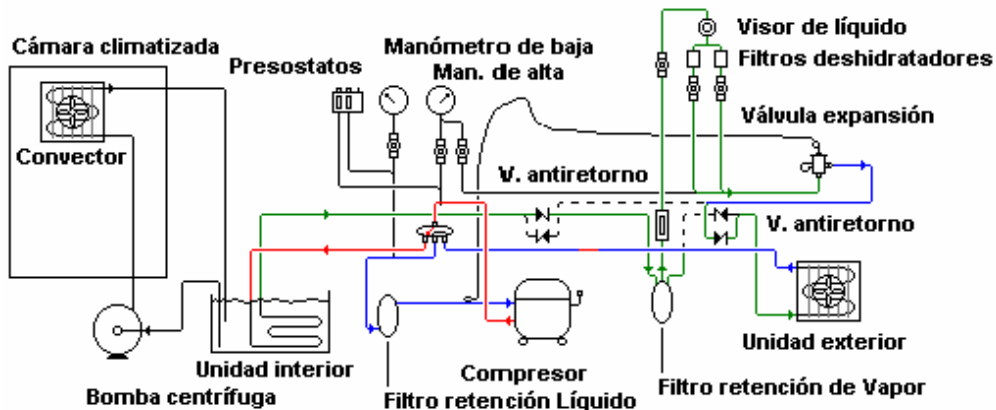 Visor de líquido
Cámara climatizada
Manómetro de baja
Filtros deshidratadores
Presostatos
Man. de alta
Válvula expansión
Convector
V. antiretorno
V. antiretorno
Unidad interior
Unidad exterior
Compresor
Bomba centrífuga
Filtro retención Líquido
Filtro retención de Vapor